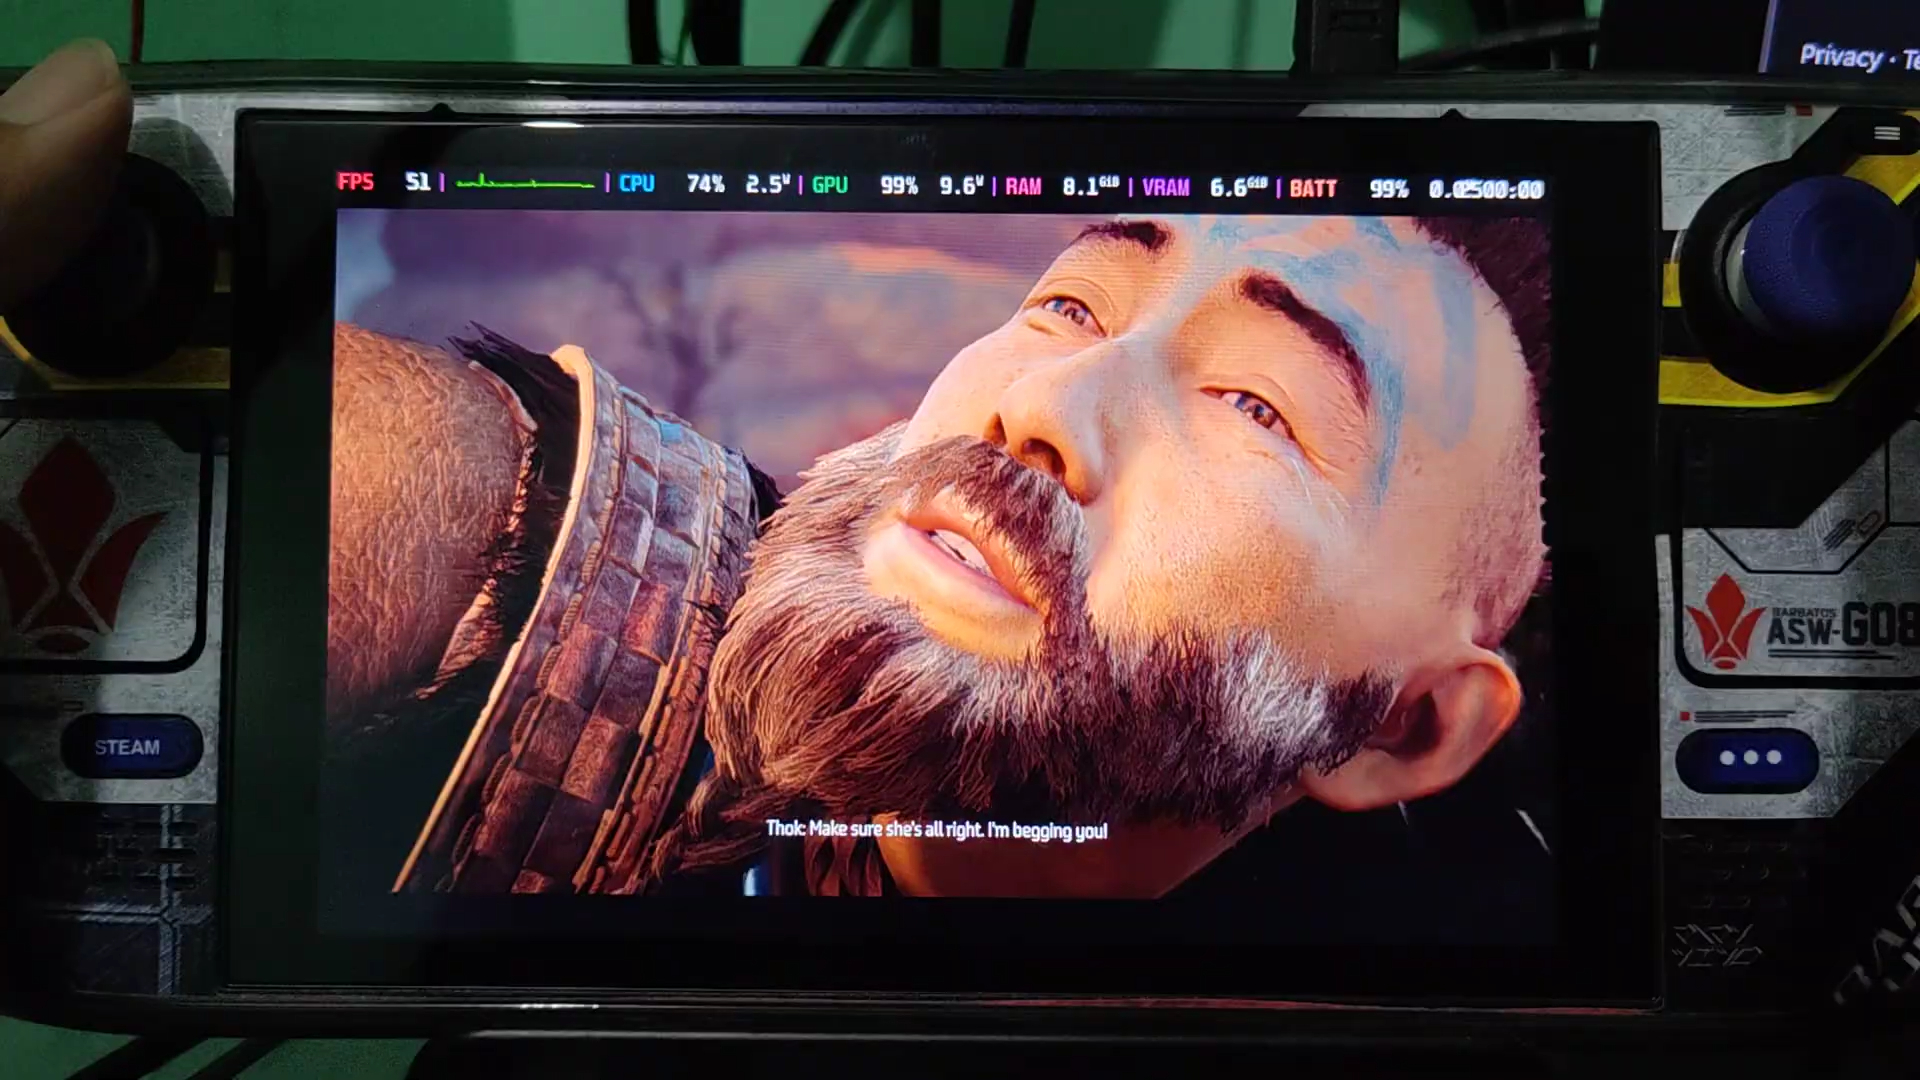 Privacy · Te
FPS 51 | | CPU 74% 2.5W | GPU 99% 9.6W | RAM 8.1GiB | VRAM 6.6GiB | BATT 99%
BARBATOS
ASW-G08
STEAM
Thok: Make sure she's all right. I'm begging you!